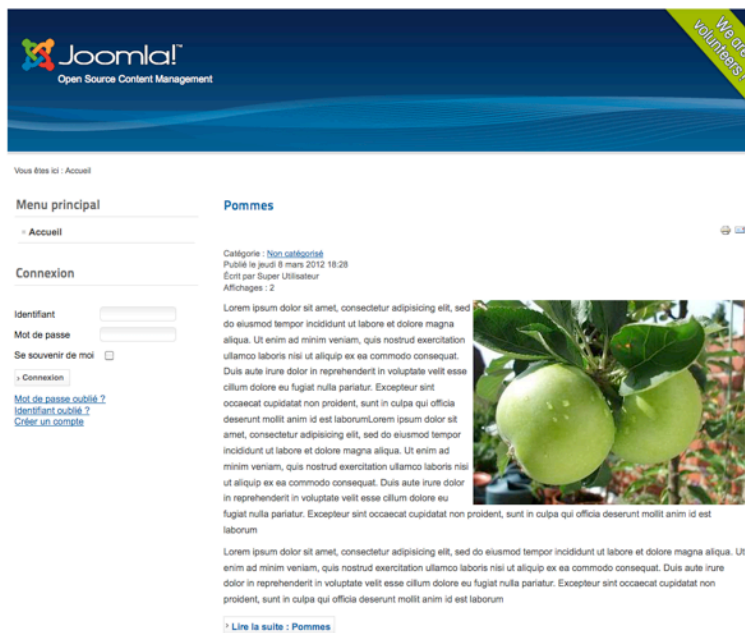 Joomla!™
Open Source Content Management
We are
volunteers!
Vous êtes ici : Accueil
Menu principal
Accueil
Connexion
Identifiant
Mot de passe
Se souvenir de moi
Connexion
Mot de passe oublié ?
Identifiant oublié ?
Créer un compte
Pommes
Catégorie : Non catégorisé
Publié le jeudi 8 mars 2012 18:28
Écrit par Super Utilisateur
Affichages : 2
Lorem ipsum dolor sit amet, consectetur adipisicing elit, sed
do eiusmod tempor incididunt ut labore et dolore magna
aliqua. Ut enim ad minim veniam, quis nostrud exercitation
ullamco laboris nisi ut aliquip ex ea commodo consequat.
Duis aute irure dolor in reprehenderit in voluptate velit esse
cillum dolore eu fugiat nulla pariatur. Excepteur sint
occaecat cupidatat non proident, sunt in culpa qui officia
deserunt mollit anim id est laborumLorem ipsum dolor sit
amet, consectetur adipisicing elit, sed do eiusmod tempor
incididunt ut labore et dolore magna aliqua. Ut enim ad
minim veniam, quis nostrud exercitation ullamco laboris nisi
ut aliquip ex ea commodo consequat. Duis aute irure dolor
in reprehenderit in voluptate velit esse cillum dolore eu
fugiat nulla pariatur. Excepteur sint occaecat cupidatat non proident, sunt in culpa qui officia deserunt mollit anim id est
laborum
Lorem ipsum dolor sit amet, consectetur adipisicing elit, sed do eiusmod tempor incididunt ut labore et dolore magna aliqua. Ut
enim ad minim veniam, quis nostrud exercitation ullamco laboris nisi ut aliquip ex ea commodo consequat. Duis aute irure
dolor in reprehenderit in voluptate velit esse cillum dolore eu fugiat nulla pariatur. Excepteur sint occaecat cupidatat non
proident, sunt in culpa qui officia deserunt mollit anim id est laborum
Lire la suite : Pommes